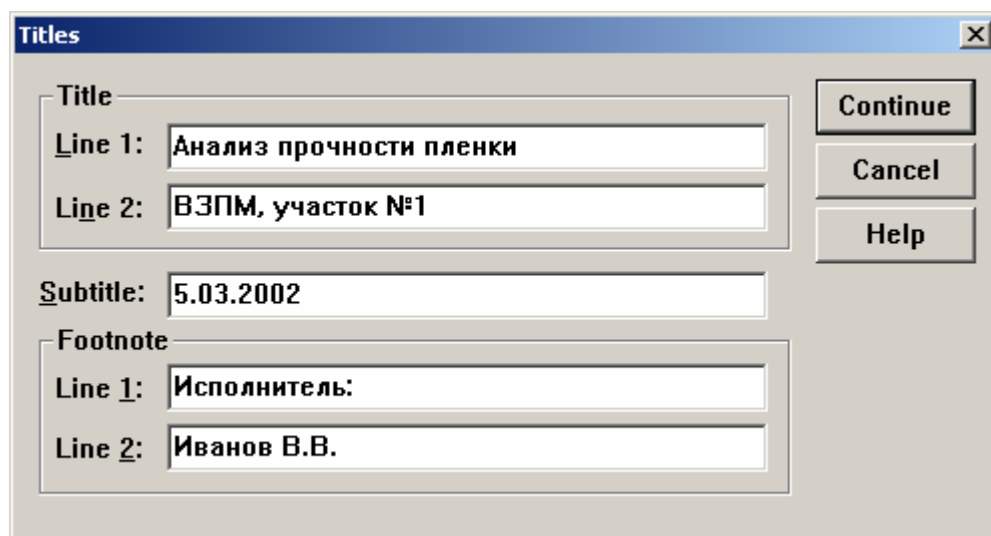 Titles
Title
Line 1: Анализ прочности пленки
Line 2: ВЗПМ, участок №1
Subtitle: 5.03.2002
Footnote
Line 1: Исполнитель:
Line 2: Иванов В.В.
Continue
Cancel
Help